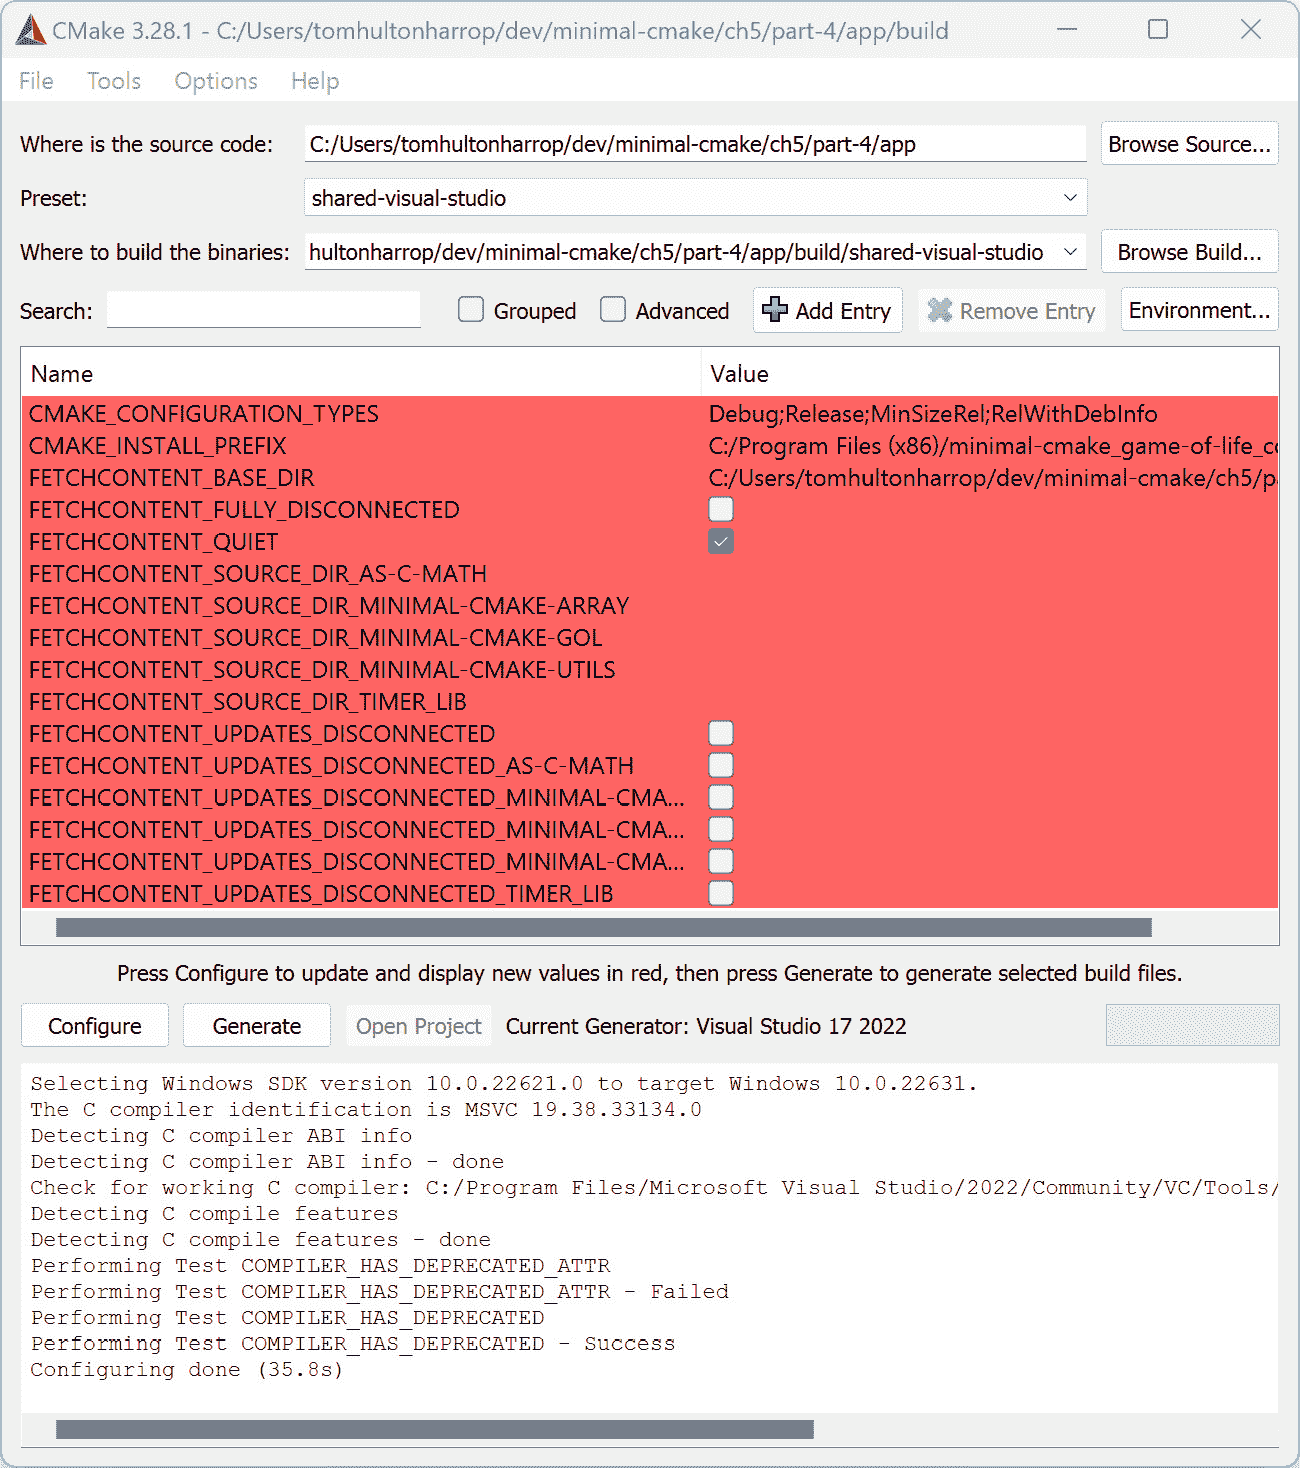 CMake 3.28.1 - C:/Users/tomhultonharrop/dev/minimal-cmake/ch5/part-4/app/build
File Tools Options Help
Where is the source code: C:/Users/tomhultonharrop/dev/minimal-cmake/ch5/part-4/app Browse Source...
Preset: shared-visual-studio
Where to build the binaries: hultonharrop/dev/minimal-cmake/ch5/part-4/app/build/shared-visual-studio Browse Build...
Search: Grouped Advanced Add Entry Remove Entry Environment...
Name Value
CMAKE_CONFIGURATION_TYPES Debug;Release;MinSizeRel;RelWithDebInfo
CMAKE_INSTALL_PREFIX C:/Program Files (x86)/minimal-cmake_game-of-life_c
FETCHCONTENT_BASE_DIR C:/Users/tomhultonharrop/dev/minimal-cmake/ch5/p
FETCHCONTENT_FULLY_DISCONNECTED
FETCHCONTENT_QUIET
FETCHCONTENT_SOURCE_DIR_AS-C-MATH
FETCHCONTENT_SOURCE_DIR_MINIMAL-CMAKE-ARRAY
FETCHCONTENT_SOURCE_DIR_MINIMAL-CMAKE-GOL
FETCHCONTENT_SOURCE_DIR_MINIMAL-CMAKE-UTILS
FETCHCONTENT_SOURCE_DIR_TIMER_LIB
FETCHCONTENT_UPDATES_DISCONNECTED
FETCHCONTENT_UPDATES_DISCONNECTED_AS-C-MATH
FETCHCONTENT_UPDATES_DISCONNECTED_MINIMAL-CMA...
FETCHCONTENT_UPDATES_DISCONNECTED_MINIMAL-CMA...
FETCHCONTENT_UPDATES_DISCONNECTED_MINIMAL-CMA...
FETCHCONTENT_UPDATES_DISCONNECTED_TIMER_LIB
Press Configure to update and display new values in red, then press Generate to generate selected build files.
Configure Generate Open Project Current Generator: Visual Studio 17 2022
Selecting Windows SDK version 10.0.22621.0 to target Windows 10.0.22631.
The C compiler identification is MSVC 19.38.33134.0
Detecting C compiler ABI info
Detecting C compiler ABI info - done
Check for working C compiler: C:/Program Files/Microsoft Visual Studio/2022/Community/VC/Tools/
Detecting C compile features
Detecting C compile features - done
Performing Test COMPILER_HAS_DEPRECATED_ATTR
Performing Test COMPILER_HAS_DEPRECATED_ATTR - Failed
Performing Test COMPILER_HAS_DEPRECATED
Performing Test COMPILER_HAS_DEPRECATED - Success
Configuring done (35.8s)